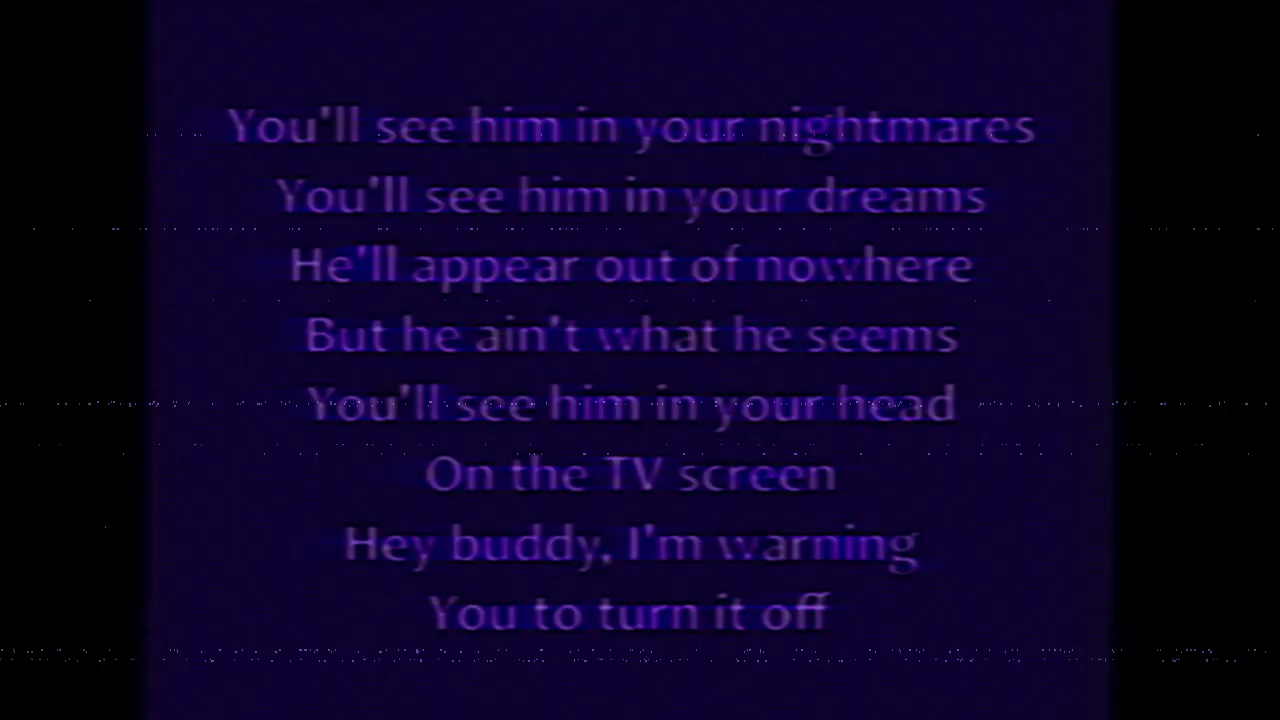 You'll see him in your nightmares
You'll see him in your dreams
He'll appear out of nowhere
But he ain't what he seems
You'll see him in your head
On the TV screen
Hey buddy, I'm warning
You to turn it off